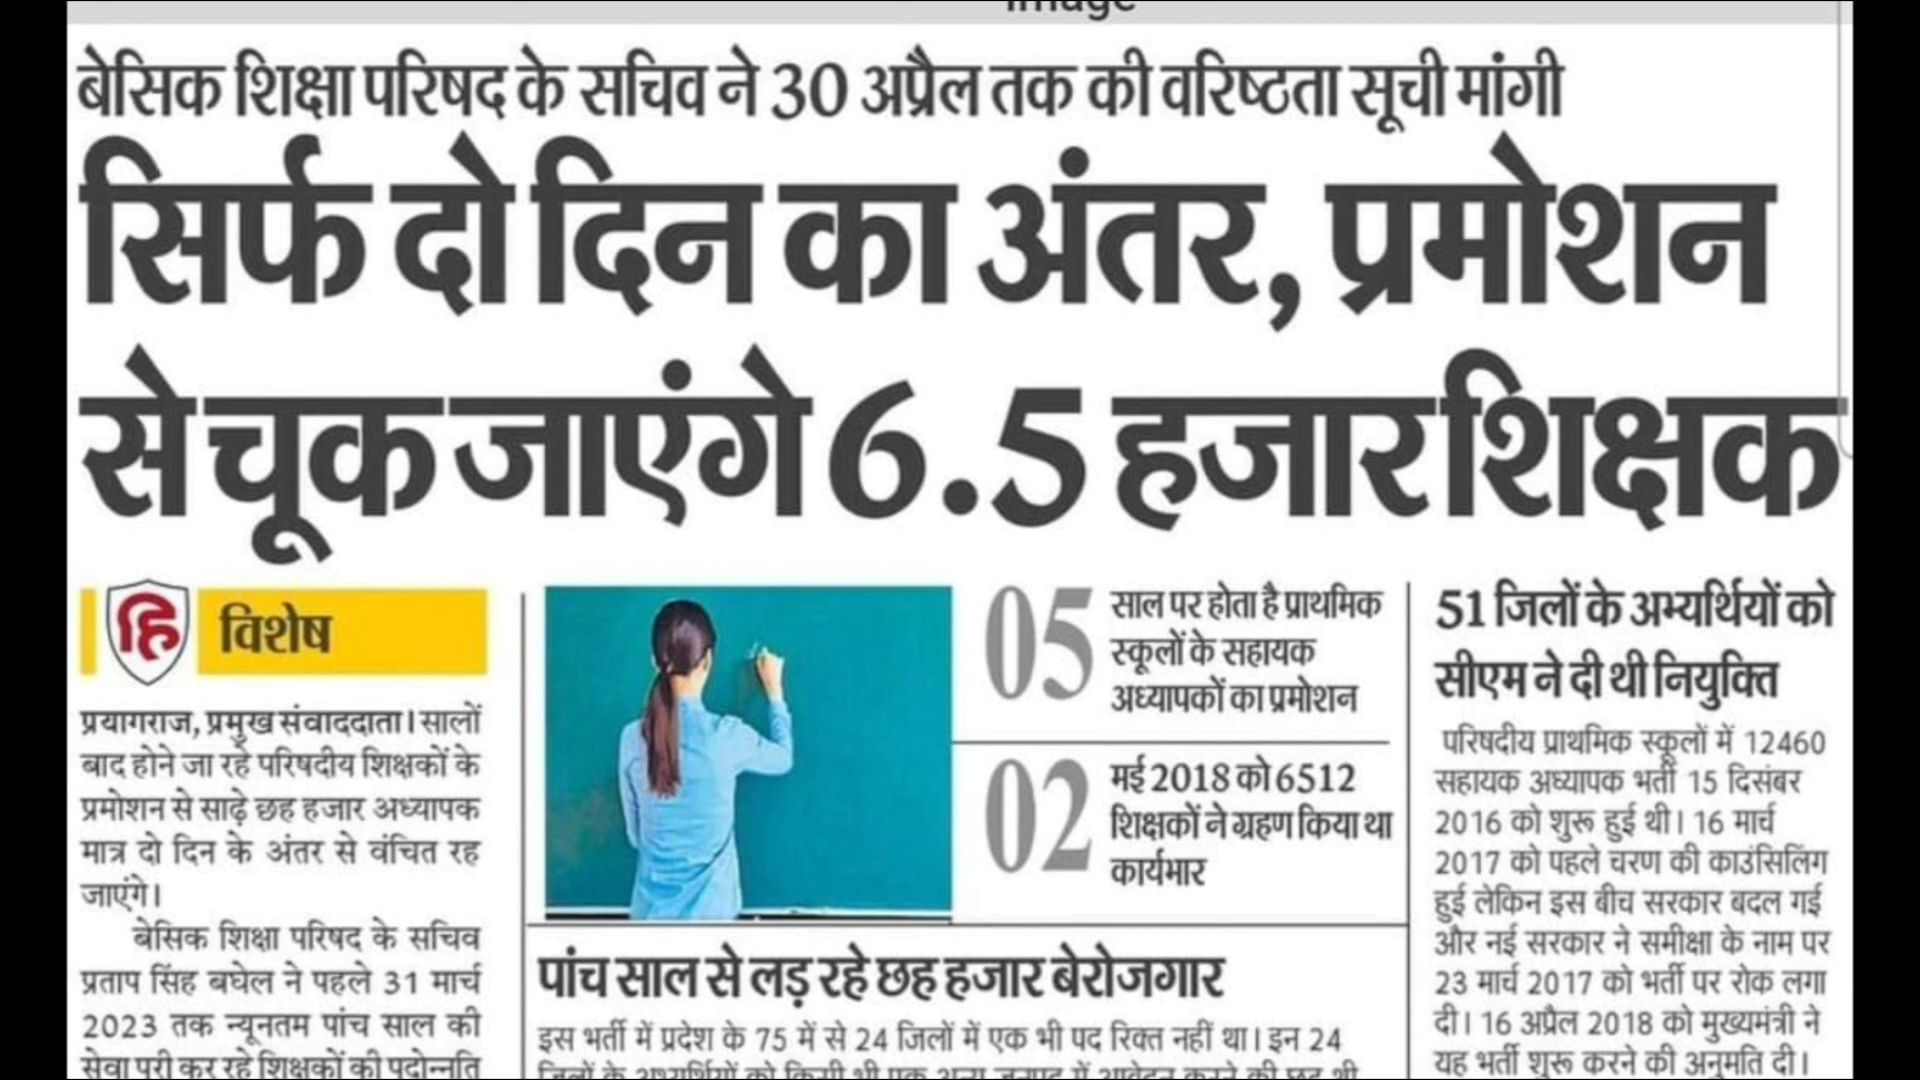 बेसिक शिक्षा परिषद के सचिव ने 30 अप्रैल तक की वरिष्टता सूची मांगी
सिर्फ दो दिन का अंतर, प्रमोशन
से चूक जाएंगे 6.5 हजार शिक्षक
हि विशेष
प्रयागराज, प्रमुख संवाददाता। सालों
बाद होने जा रहे परिषदीय शिक्षकों के
प्रमोशन से साढ़े छह हजार अध्यापक
मात्र दो दिन के अंतर से वंचित रह
जाएंगे।
बेसिक शिक्षा परिषद के सचिव
प्रताप सिंह बघेल ने पहले 31 मार्च
2023 तक न्यूनतम पांच साल की
सेवा पूरी कर रहे शिक्षकों की पदोन्नति
05 साल पर होता है प्राथमिक
स्कूलों के सहायक
अध्यापकों का प्रमोशन
02 मई 2018 को 6512
शिक्षकों ने ग्रहण किया था
कार्यभार
पांच साल से लड़ रहे छह हजार बेरोजगार
इस भर्ती में प्रदेश के 75 में से 24 जिलों में एक भी पद रिक्त नहीं था। इन 24
51 जिलों के अभ्यर्थियों को
सीएम ने दी थी नियुक्ति
परिषदीय प्राथमिक स्कूलों में 12460
सहायक अध्यापक भर्ती 15 दिसंबर
2016 को शुरू हुई थी। 16 मार्च
2017 को पहले चरण की काउंसिलिंग
हुई लेकिन इस बीच सरकार बदल गई
और नई सरकार ने समीक्षा के नाम पर
23 मार्च 2017 को भर्ती पर रोक लगा
दी। 16 अप्रैल 2018 को मुख्यमंत्री ने
यह भर्ती शुरू करने की अनुमति दी।